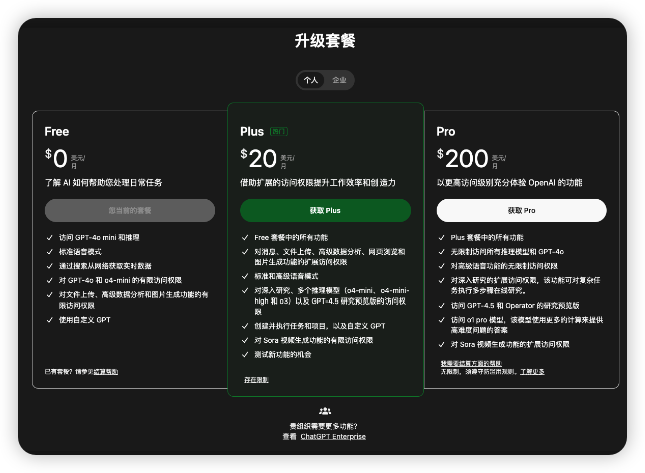 升级套餐
个人
企业
Free
$0
美元/
月
了解 AI 如何帮助您处理日常任务
您当前的套餐
访问 GPT-4o mini 和推理
标准语音模式
通过搜索从网络获取实时数据
对 GPT-4o 和 o4-mini 的有限访问权限
对文件上传、高级数据分析和图片生成功能的有
限访问权限
使用自定义 GPT
已有套餐？请参见结算帮助
Plus
热门
$20
美元/
月
借助扩展的访问权限提升工作效率和创造力
获取 Plus
Free 套餐中的所有功能
对消息、文件上传、高级数据分析、网页浏览和
图片生成功能的扩展访问权限
标准和高级语音模式
对深入研究、多个推理模型（o4-mini、o4-mini-
high 和 o3）以及 GPT-4.5 研究预览版的访问权
限
创建并执行任务和项目，以及自定义 GPT
对 Sora 视频生成功能的有限访问权限
测试新功能的机会
存在限制
Pro
$200
美元/
月
以更高访问级别充分体验 OpenAI 的功能
获取 Pro
Plus 套餐中的所有功能
无限制访问所有推理模型和 GPT-4o
对高级语音功能的无限制访问权限
对深入研究的扩展访问权限，该功能可对复杂任
务执行多步骤在线研究。
访问 GPT-4.5 和 Operator 的研究预览版
访问 o1 pro 模型，该模型使用更多的计算来提供
高难度问题的答案
对 Sora 视频生成功能的扩展访问权限
我需要结算方面的帮助
无限制，须遵守防滥用规则。了解更多
贵组织需要更多功能？
查看 ChatGPT Enterprise